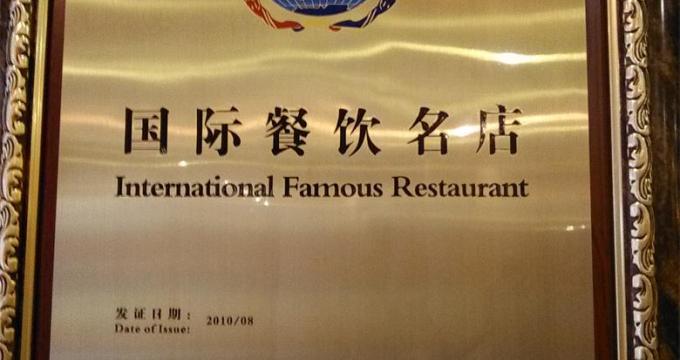 国际餐饮名店
International Famous Restaurant
发证日期: 2010/08
Date of Issue: